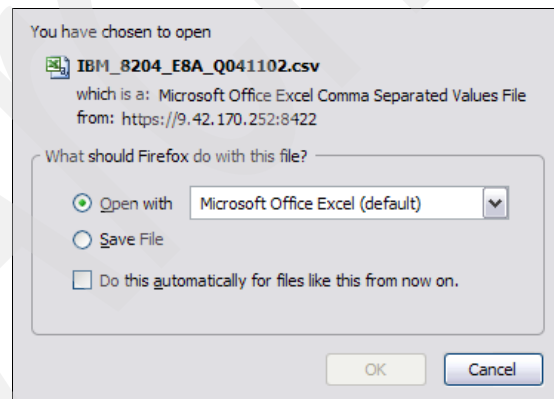 You have chosen to open
IBM_8204_E8A_Q041102.csv
which is a: Microsoft Office Excel Comma Separated Values File
from: https://9.42.170.252:8422
What should Firefox do with this file?
Open with Microsoft Office Excel (default)
Save File
Do this automatically for files like this from now on.
OK Cancel